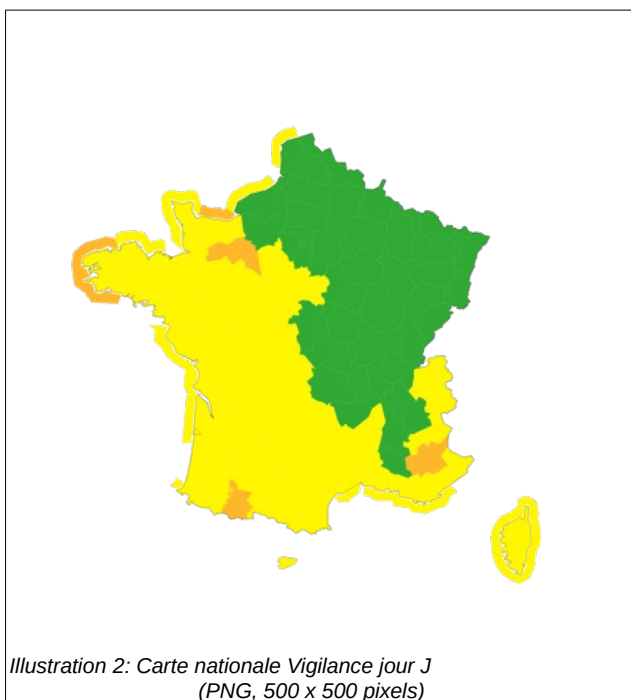 Illustration 2: Carte nationale Vigilance jour J
(PNG, 500 x 500 pixels)